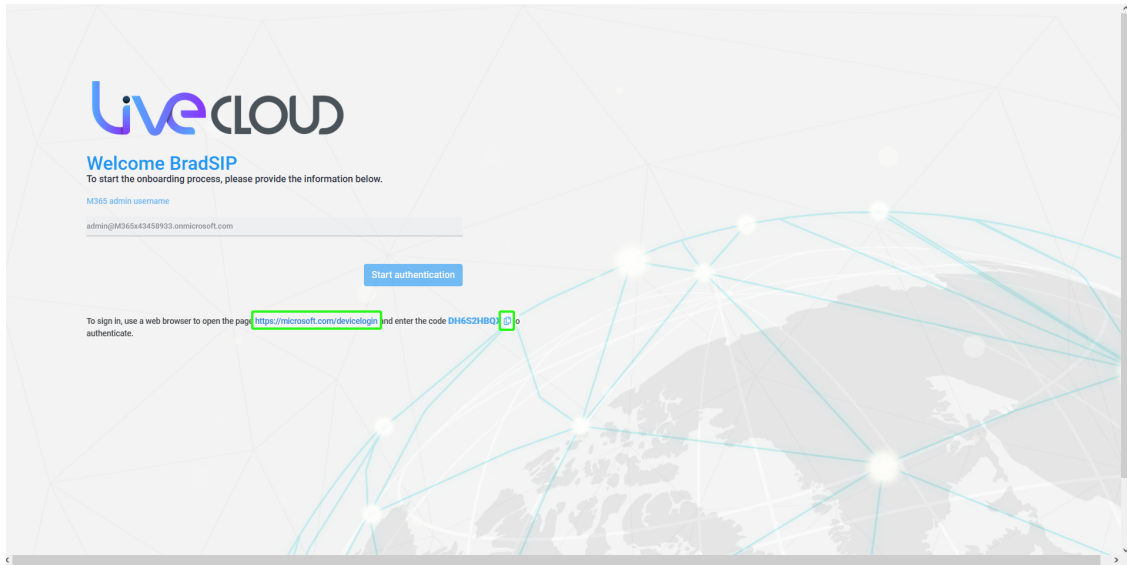 Live CLOUD
Welcome BradSIP
To start the onboarding process, please provide the information below.
M365 admin username
admin@M365x43458933.onmicrosoft.com
Start authentication
To sign in, use a web browser to open the page https://microsoft.com/devicelogin and enter the code to
authenticate.